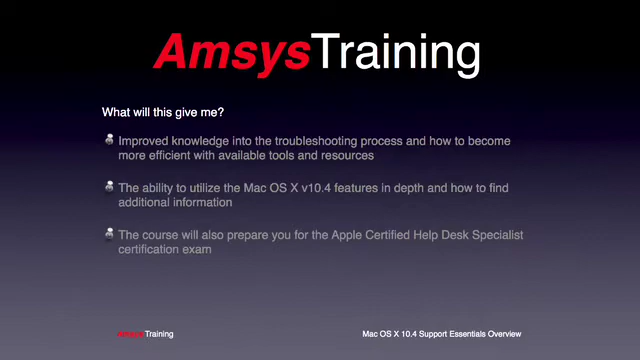 AmsysTraining
What will this give me?
Improved knowledge into the troubleshooting process and how to become
more efficient with available tools and resources
The ability to utilize the Mac OS X v10.4 features in depth and how to find
additional information
The course will also prepare you for the Apple Certified Help Desk Specialist
certification exam
AmsysTraining
Mac OS X 10.4 Support Essentials Overview